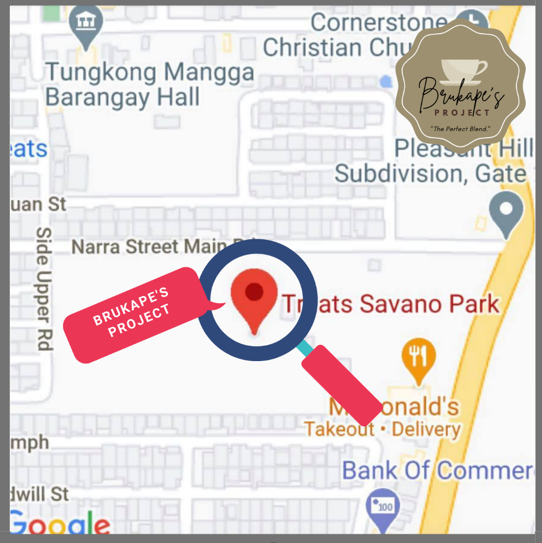 Cornerstone
Christian Chu
Tungkong Mangga
Barangay Hall
Brukape's
PROJECT
"The Perfect Blend."
eats
Pleasant Hill
Subdivision, Gate
uan St
Side Upper Rd
Narra Street Main
BRUKAPE'S
PROJECT
Treats Savano Park
McDonald's
Takeout • Delivery
mph
Bank Of Commer
dwill St
100
Google